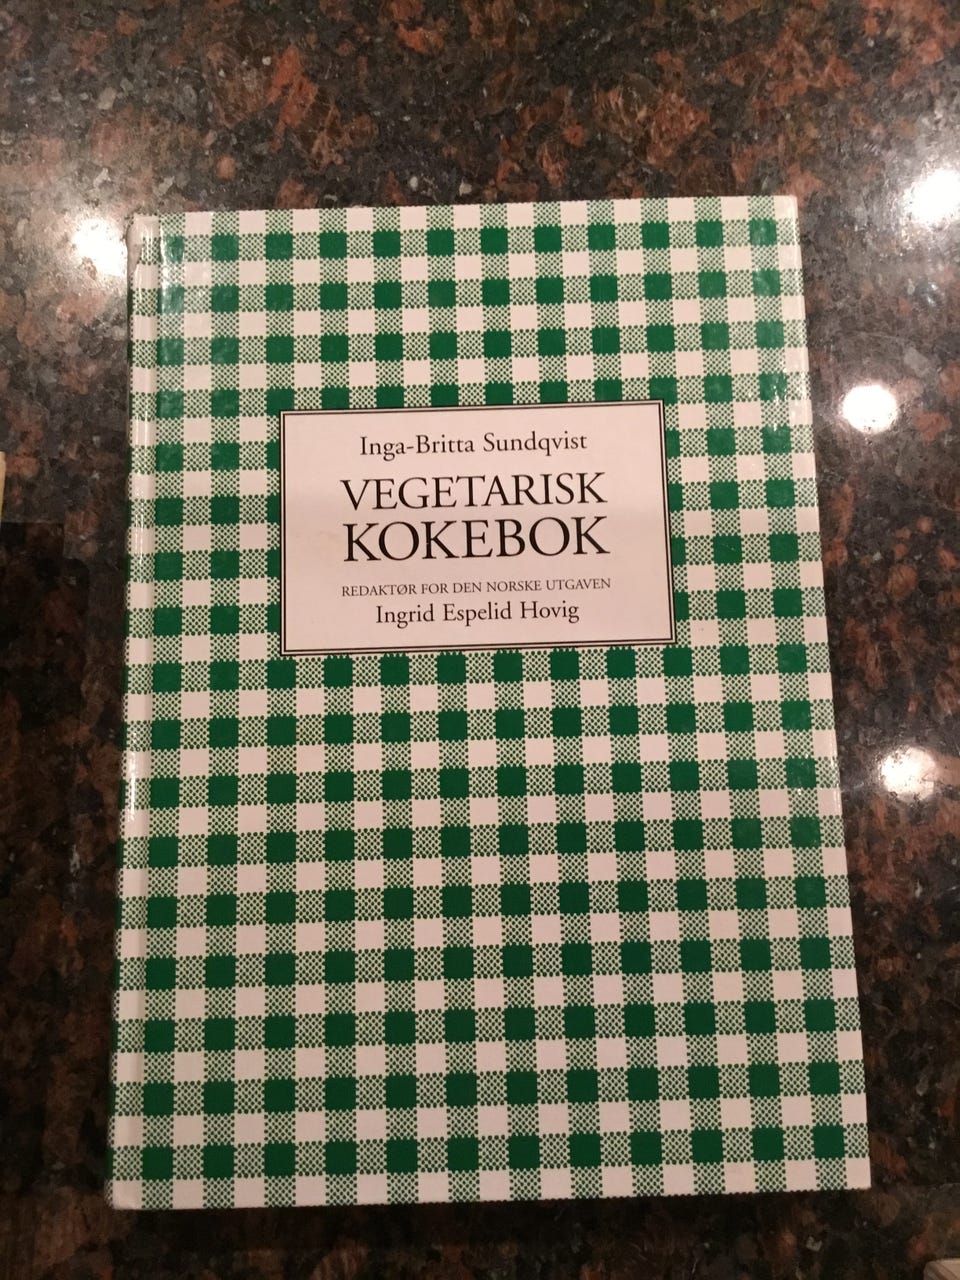 Inga-Britta Sundqvist
VEGETARISK
KOKEBOK
REDAKTØR FOR DEN NORSKE UTGAVEN
Ingrid Espelid Hovig